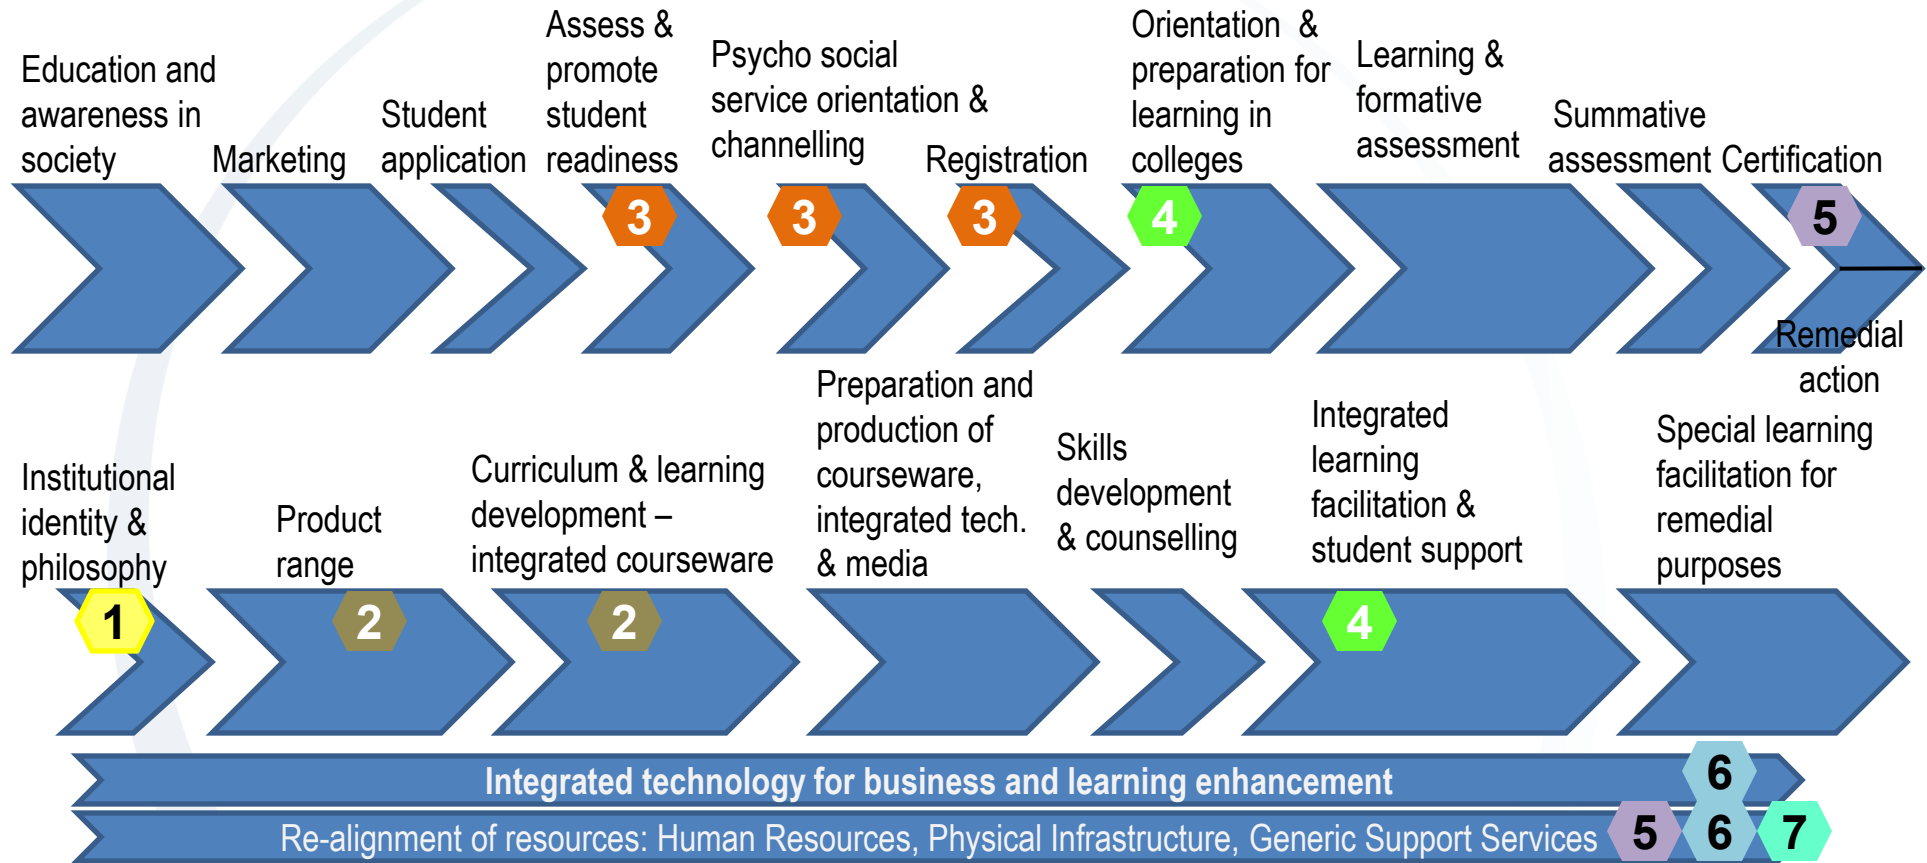 Education and
awareness in
society
Marketing
Student
application
Assess &
promote
student
readiness
Psycho social
service orientation &
channelling
Registration
Orientation &
preparation for
learning in
colleges
Learning &
formative
assessment
Summative
assessment
Certification
3
3
3
4
5
Remedial
action
Institutional
identity &
philosophy
Product
range
Curriculum & learning
development –
integrated courseware
Preparation and
production of
courseware,
integrated tech.
& media
Skills
development
& counselling
Integrated
learning
facilitation &
student support
Special learning
facilitation for
remedial
purposes
1
2
2
4
Integrated technology for business and learning enhancement
6
Re-alignment of resources: Human Resources, Physical Infrastructure, Generic Support Services
5
6
7